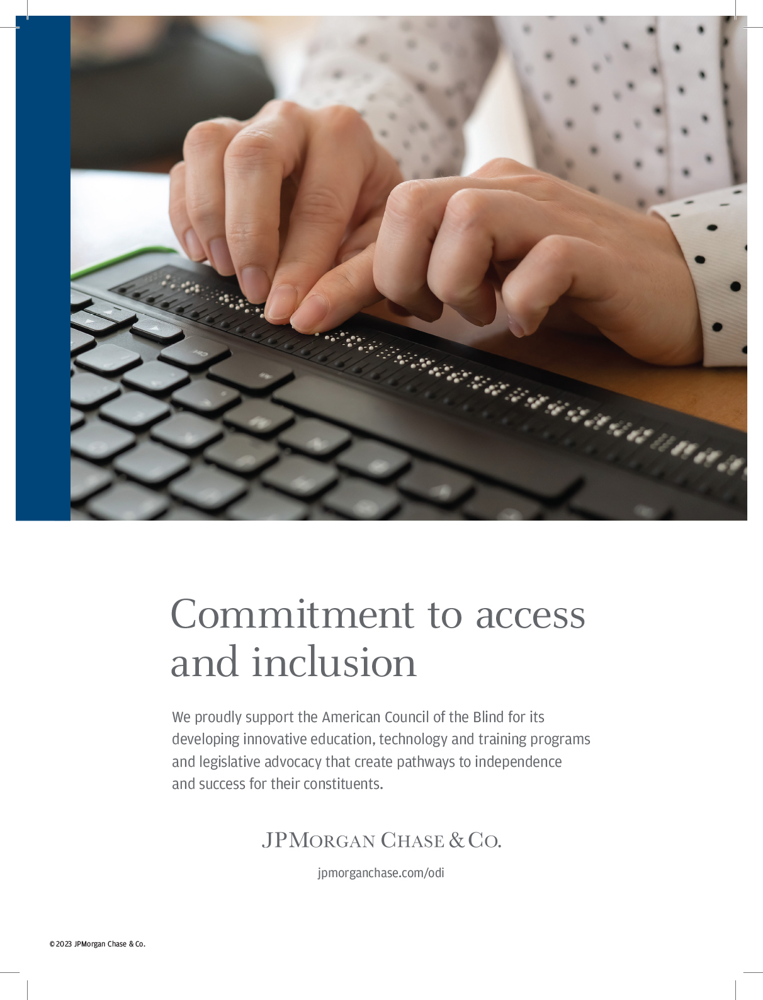 Commitment to access
and inclusion
We proudly support the American Council of the Blind for its
developing innovative education, technology and training programs
and legislative advocacy that create pathways to independence
and success for their constituents.
JPMORGAN CHASE & CO.
jpmorganchase.com/odi
©2023 JPMorgan Chase & Co.